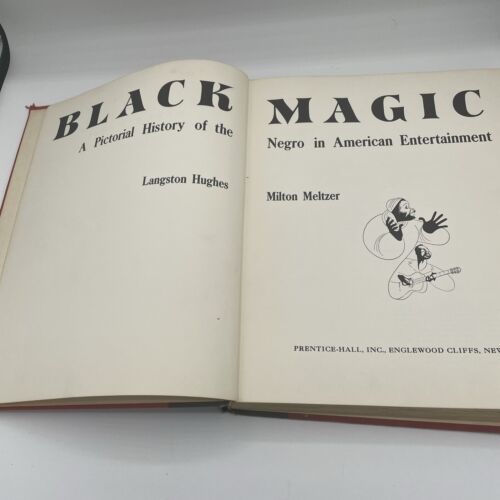 BLACK MAGIC
A Pictorial History of the Negro in American Entertainment
Langston Hughes Milton Meltzer
PRENTICE-HALL, INC., ENGLEWOOD CLIFFS, NEW